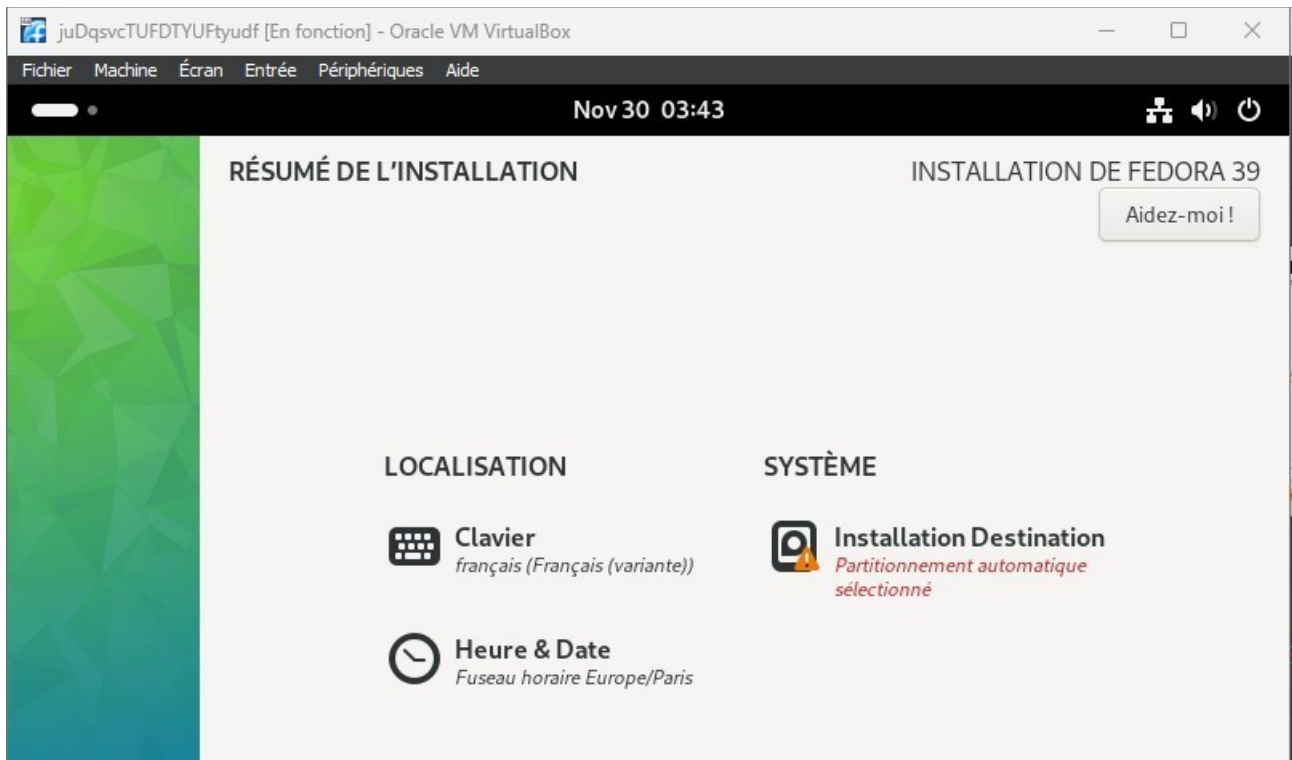 juDqsvcTUFDTYUFtyudf [En fonction] - Oracle VM VirtualBox
Fichier Machine Écran Entrée Périphériques Aide
Nov 30 03:43
RÉSUMÉ DE L'INSTALLATION
INSTALLATION DE FEDORA 39
Aidez-moi !
LOCALISATION
SYSTÈME
Clavier
français (Français (variante))
Installation Destination
Partitionnement automatique
sélectionné
Heure & Date
Fuseau horaire Europe/Paris